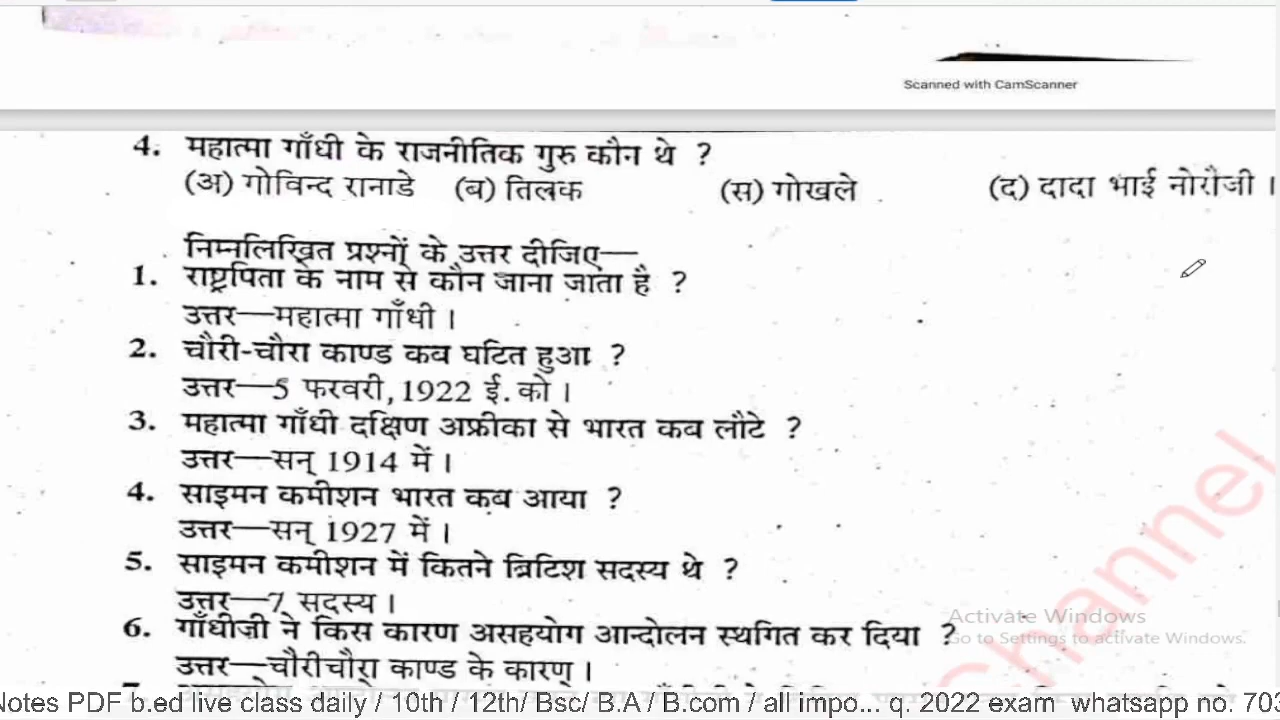 Scanned with CamScanner
4. महात्मा गाँधी के राजनीतिक गुरु कौन थे ?
(अ) गोविन्द रानाडे (ब) तिलक (स) गोखले (द) दादा भाई नोरौजी ।
निम्नलिखित प्रश्नों के उत्तर दीजिए—
1. राष्ट्रपिता के नाम से कौन जाना जाता है ?
उत्तर—महात्मा गाँधी ।
2. चौरी-चौरा काण्ड कब घटित हुआ ?
उत्तर—5 फरवरी, 1922 ई. को ।
3. महात्मा गाँधी दक्षिण अफ्रीका से भारत कब लौटे ?
उत्तर—सन् 1914 में ।
4. साइमन कमीशन भारत कब आया ?
उत्तर—सन् 1927 में ।
5. साइमन कमीशन में कितने ब्रिटिश सदस्य थे ?
उत्तर—7 सदस्य ।
6. गाँधीजी ने किस कारण असहयोग आन्दोलन स्थगित कर दिया ?
उत्तर—चौरीचौरा काण्ड के कारण ।
Activate Windows
Go to Settings to activate Windows.
hannel
Notes PDF b.ed live class daily / 10th / 12th/ Bsc/ B.A / B.com / all impo... q. 2022 exam whatsapp no. 703